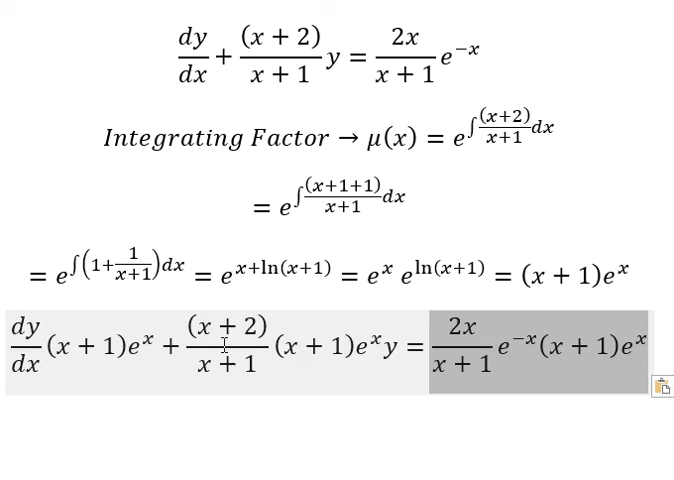 dy/dx + (x + 2)/(x + 1) y = 2x/(x + 1) e^{−x}
Integrating Factor → μ(x) = e^{∫ (x+2)/(x+1) dx}
= e^{∫ (x+1+1)/(x+1) dx}
= e^{∫(1+ 1/(x+1))dx} = e^{x+ln(x+1)} = e^x e^{ln(x+1)} = (x + 1)e^x
dy/dx (x + 1)e^x + (x + 2)/(x + 1) (x + 1)e^x y = 2x/(x + 1) e^{−x}(x + 1)e^x